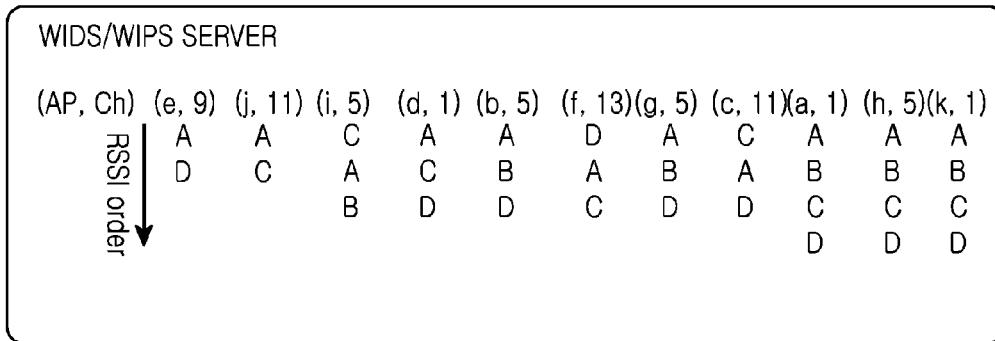 WIDS/WIPS SERVER
(AP, Ch) (e, 9) (j, 11) (i, 5) (d, 1) (b, 5) (f, 13) (g, 5) (c, 11) (a, 1) (h, 5) (k, 1)
A A C A A D A C A A A
D C A C B A B A B B B
B D D C D D C C C
D D D
RSSI order